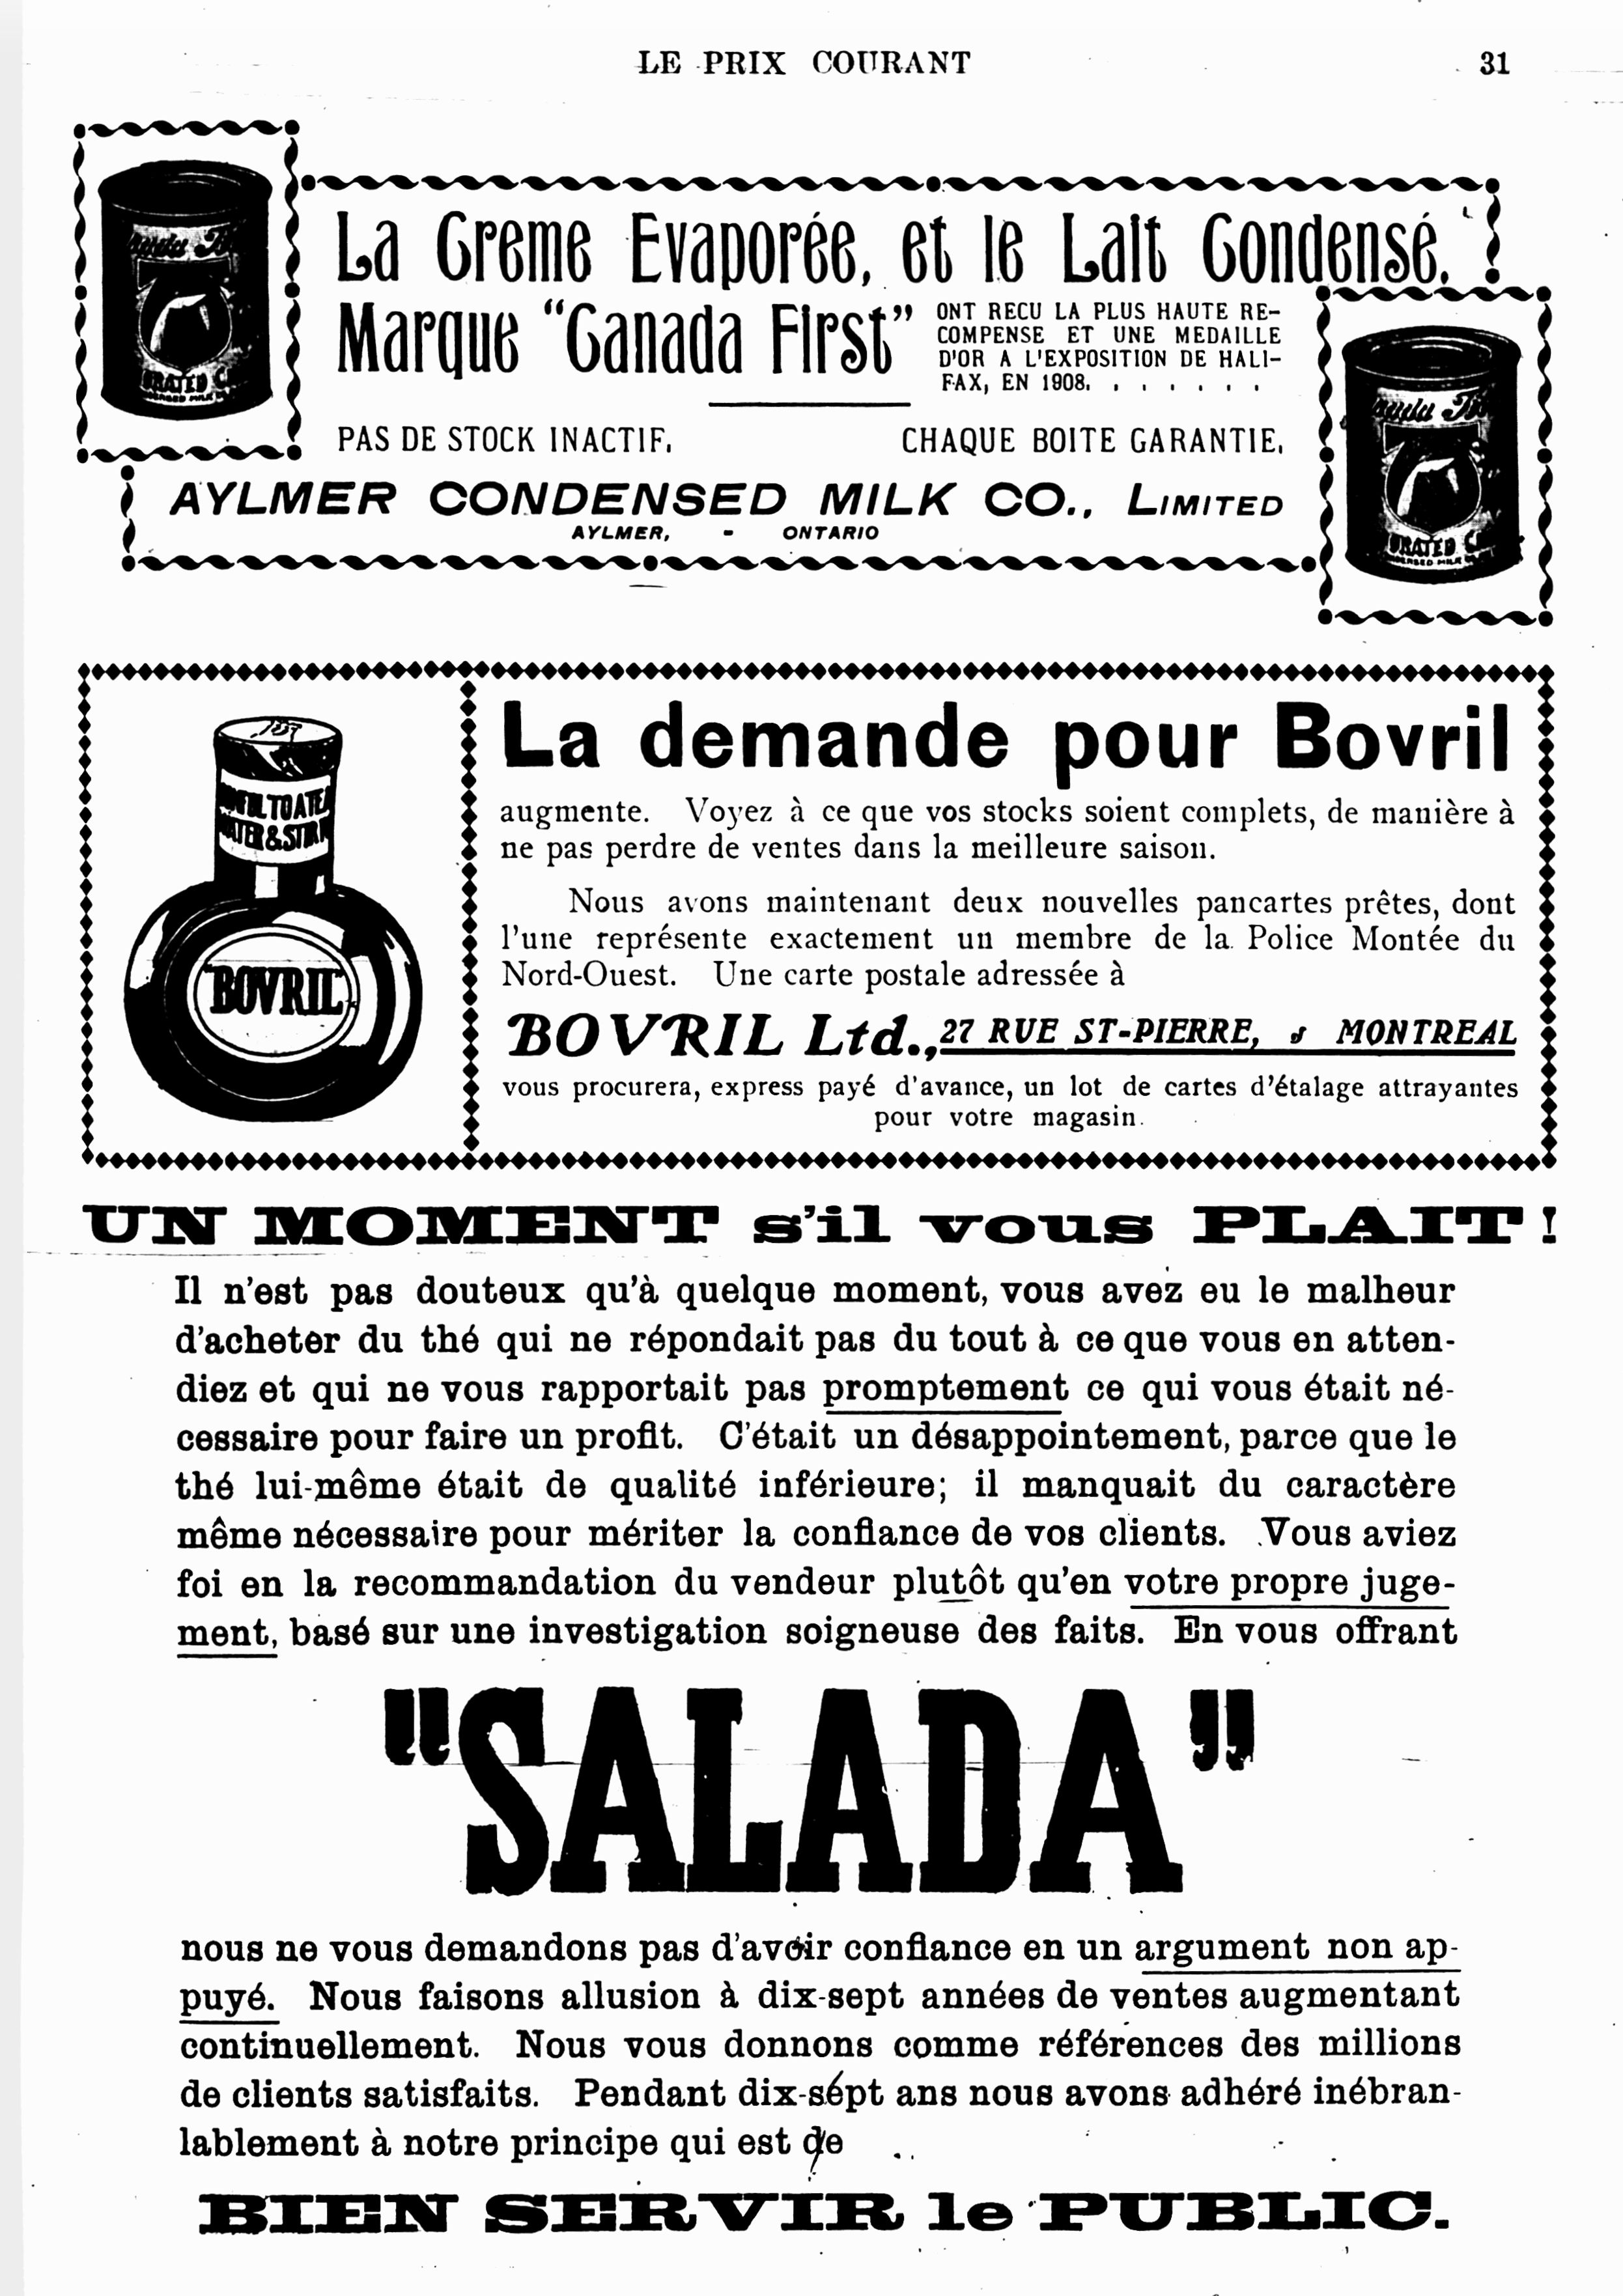 LE PRIX COURANT
31
La Creme Evaporée, et le Lait Condensé,
Marque "Canada First"
ONT RECU LA PLUS HAUTE RE-
COMPENSE ET UNE MEDAILLE
D'OR A L'EXPOSITION DE HALI-
FAX, EN 1908. . . . . . .
PAS DE STOCK INACTIF.
CHAQUE BOITE GARANTIE.
AYLMER CONDENSED MILK CO., LIMITED
AYLMER, - ONTARIO
La demande pour Bovril
augmente. Voyez à ce que vos stocks soient complets, de manière à
ne pas perdre de ventes dans la meilleure saison.
Nous avons maintenant deux nouvelles pancartes prêtes, dont
l'une représente exactement un membre de la Police Montée du
Nord-Ouest. Une carte postale adressée à
BOVRIL Ltd., 27 RUE ST-PIERRE, MONTREAL
vous procurera, express payé d'avance, un lot de cartes d'étalage attrayantes
pour votre magasin.
BOVRIL
UN MOMENT s'il vous PLAIT!
Il n'est pas douteux qu'à quelque moment, vous avez eu le malheur
d'acheter du thé qui ne répondait pas du tout à ce que vous en atten-
diez et qui ne vous rapportait pas promptement ce qui vous était né-
cessaire pour faire un profit. C'était un désappointement, parce que le
thé lui-même était de qualité inférieure; il manquait du caractère
même nécessaire pour mériter la confiance de vos clients. Vous aviez
foi en la recommandation du vendeur plutôt qu'en votre propre juge-
ment, basé sur une investigation soigneuse des faits. En vous offrant
"SALADA"
nous ne vous demandons pas d'avoir confiance en un argument non ap-
puyé. Nous faisons allusion à dix-sept années de ventes augmentant
continuellement. Nous vous donnons comme références des millions
de clients satisfaits. Pendant dix-sépt ans nous avons adhéré inébran-
lablement à notre principe qui est de
BIEN SERVIR le PUBLIC.